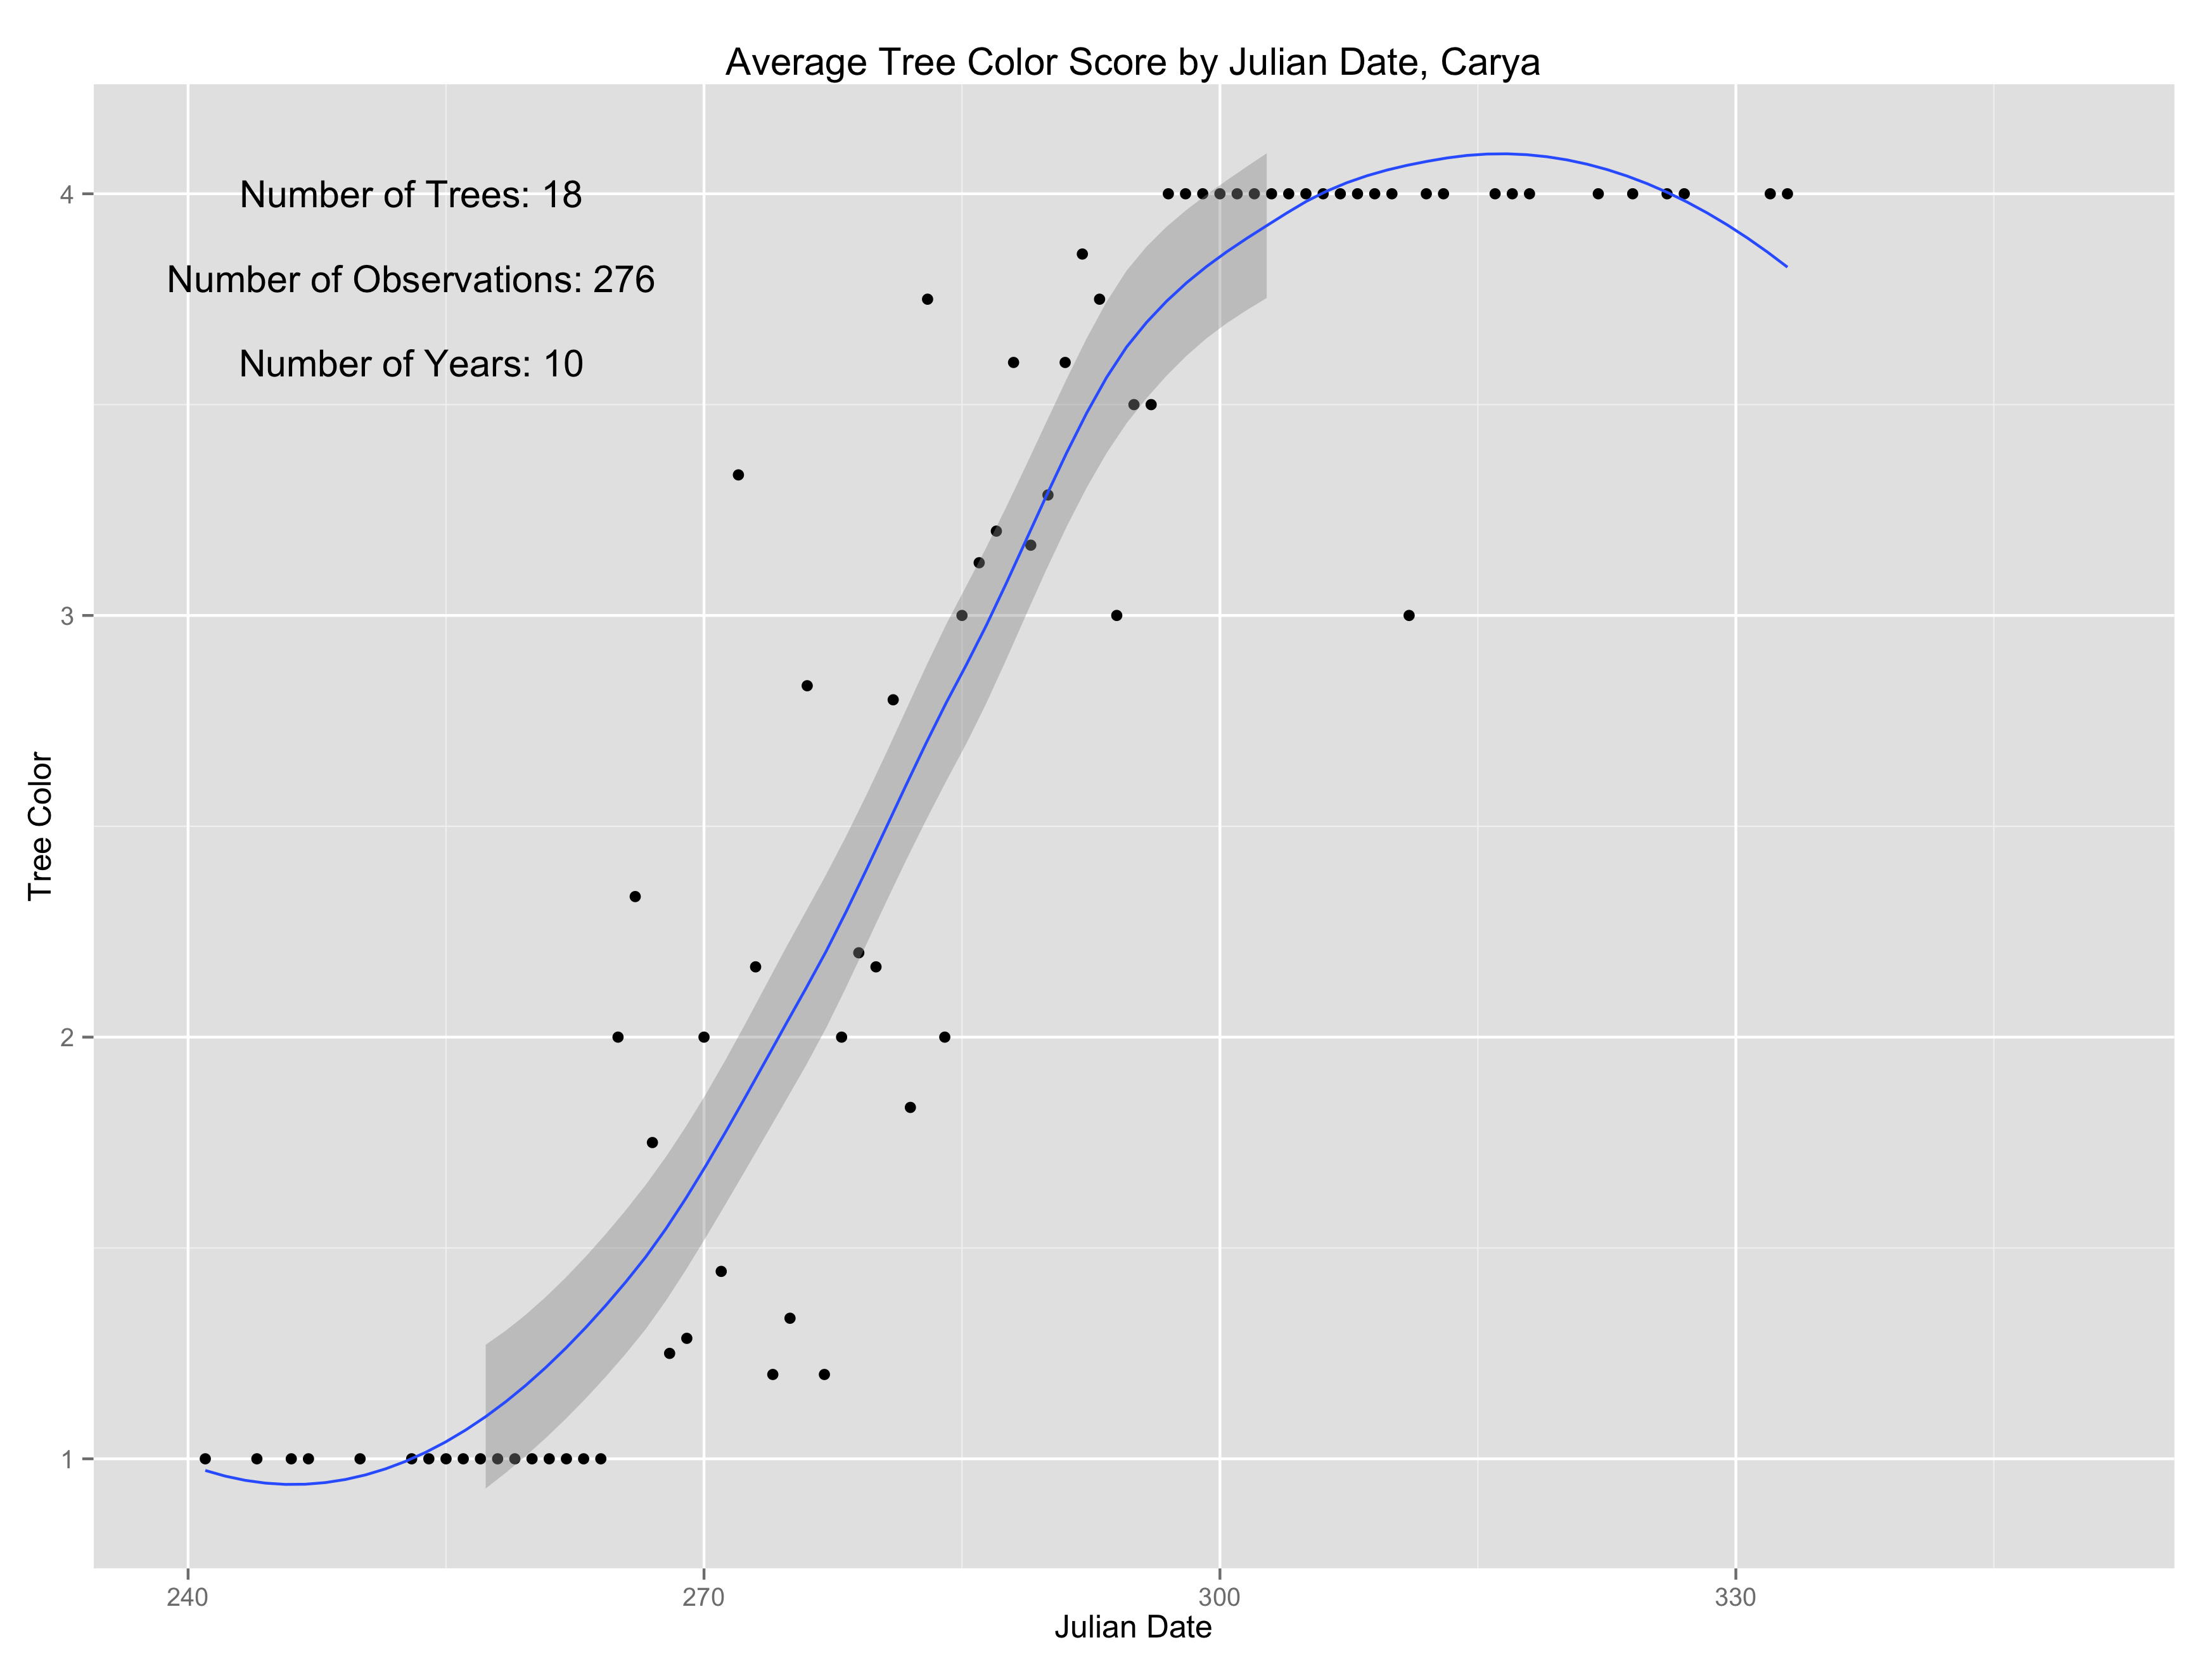 Average Tree Color Score by Julian Date, Carya
Number of Trees: 18
Number of Observations: 276
Number of Years: 10
4
3
2
1
Tree Color
240 270 300 330
Julian Date